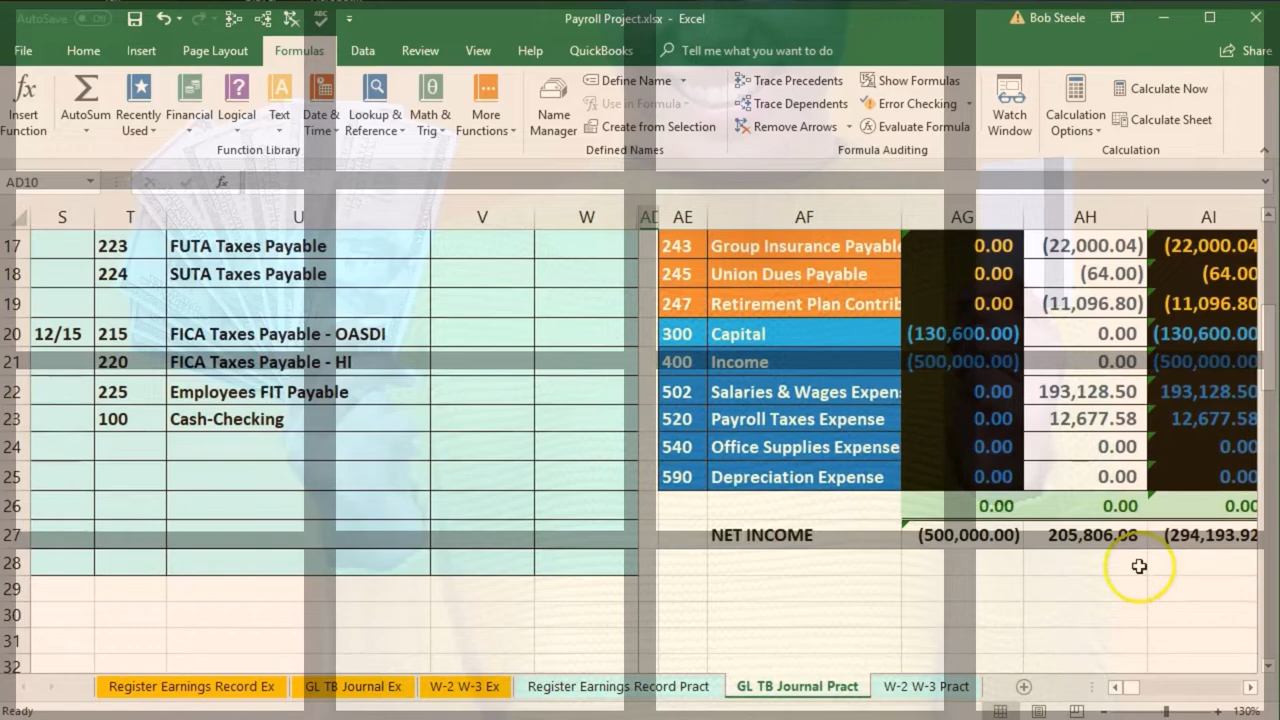 AutoSave Off Payroll Project.xlsx - Excel Bob Steele
File Home Insert Page Layout Formulas Data Review View Help QuickBooks Tell me what you want to do Share
fx Insert Function
AutoSum
Recently Used
Financial
Logical
Text
Date & Time
Lookup & Reference
Math & Trig
More Functions
Function Library
Name Manager
Define Name
Use in Formula
Create from Selection
Defined Names
Trace Precedents
Trace Dependents
Remove Arrows
Show Formulas
Error Checking
Evaluate Formula
Formula Auditing
Watch Window
Calculation Options
Calculate Now
Calculate Sheet
Calculation
AD10 fx
S T U V W AD AE AF AG AH AI
17 223 FUTA Taxes Payable 243 Group Insurance Payable 0.00 (22,000.04) (22,000.04
18 224 SUTA Taxes Payable 245 Union Dues Payable 0.00 (64.00) (64.00
19 247 Retirement Plan Contrib 0.00 (11,096.80) (11,096.80
20 12/15 215 FICA Taxes Payable - OASDI 300 Capital (130,600.00) 0.00 (130,600.00
21 220 FICA Taxes Payable - HI 400 Income (500,000.00) 0.00 (500,000.00
22 225 Employees FIT Payable 502 Salaries & Wages Expen 0.00 193,128.50 193,128.50
23 100 Cash-Checking 520 Payroll Taxes Expense 0.00 12,677.58 12,677.58
24 540 Office Supplies Expense 0.00 0.00 0.00
25 590 Depreciation Expense 0.00 0.00 0.00
26 0.00 0.00 0.00
27 NET INCOME (500,000.00) 205,806.08 (294,193.92
28
29
30
31
32
Register Earnings Record Ex GL TB Journal Ex W-2 W-3 Ex Register Earnings Record Pract GL TB Journal Pract W-2 W-3 Pract
Ready 130%